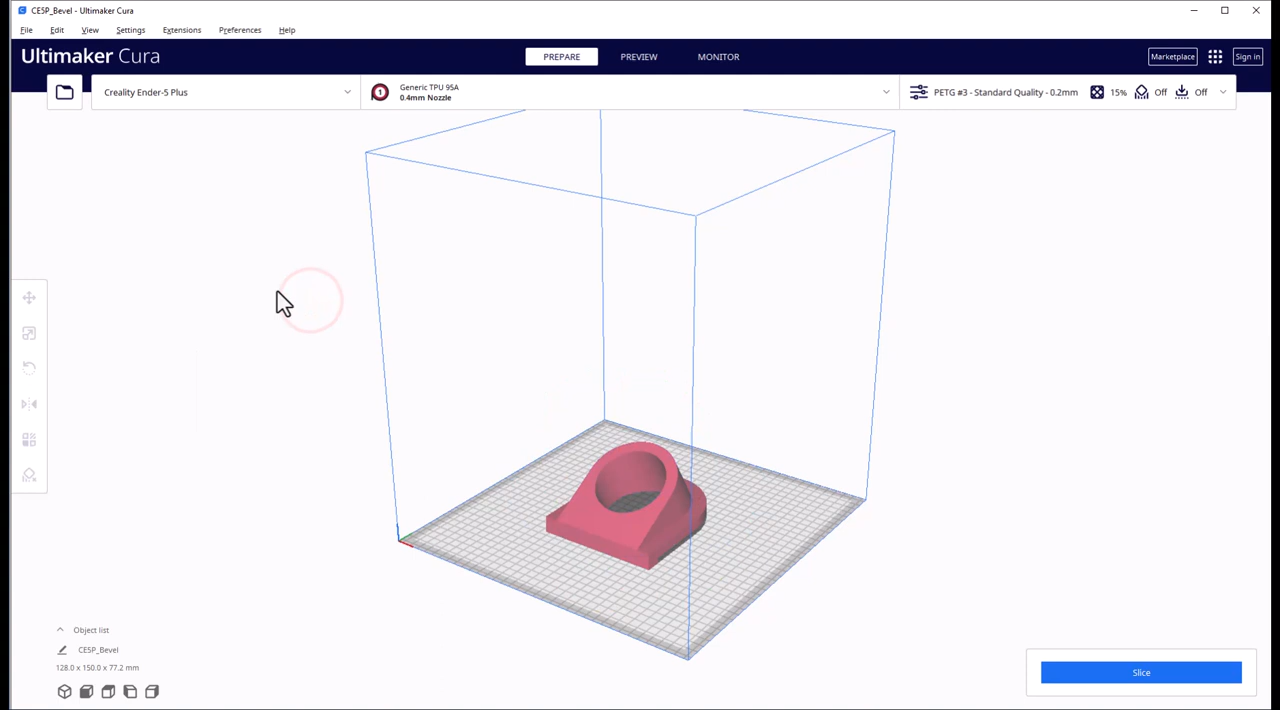 CE5P_Bevel - Ultimaker Cura
File Edit View Settings Extensions Preferences Help
Ultimaker Cura
PREPARE PREVIEW MONITOR
Marketplace Sign in
Creality Ender-5 Plus
1
Generic TPU 95A
0.4mm Nozzle
PETG #3 - Standard Quality - 0.2mm 15% Off Off
Object list
CE5P_Bevel
128.0 x 150.0 x 77.2 mm
Slice